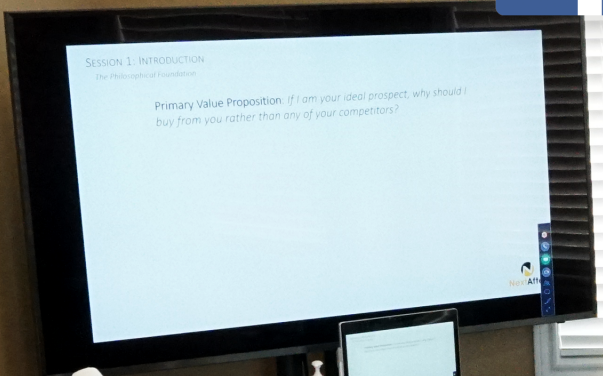 SESSION 1: INTRODUCTION
The Philosophical Foundation
Primary Value Proposition: If I am your ideal prospect, why should I
buy from you rather than any of your competitors?
NextAfte